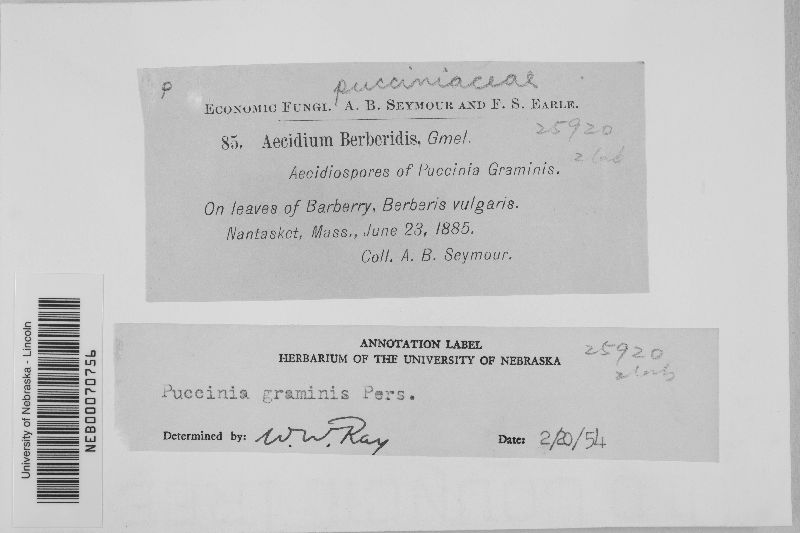 P
pucciniaceae
ECONOMIC FUNGI. A. B. SEYMOUR AND F. S. EARLE.
85. Aecidium Berberidis, Gmel.
25920
Aecidiospores of Puccinia Graminis.
On leaves of Barberry, Berberis vulgaris.
Nantasket, Mass., June 23, 1885.
Coll. A. B. Seymour.
ANNOTATION LABEL
HERBARIUM OF THE UNIVERSITY OF NEBRASKA
25920
Puccinia graminis Pers.
Determined by: W. W. Ray
Date: 2/20/54
University of Nebraska - Lincoln
NEB00070756